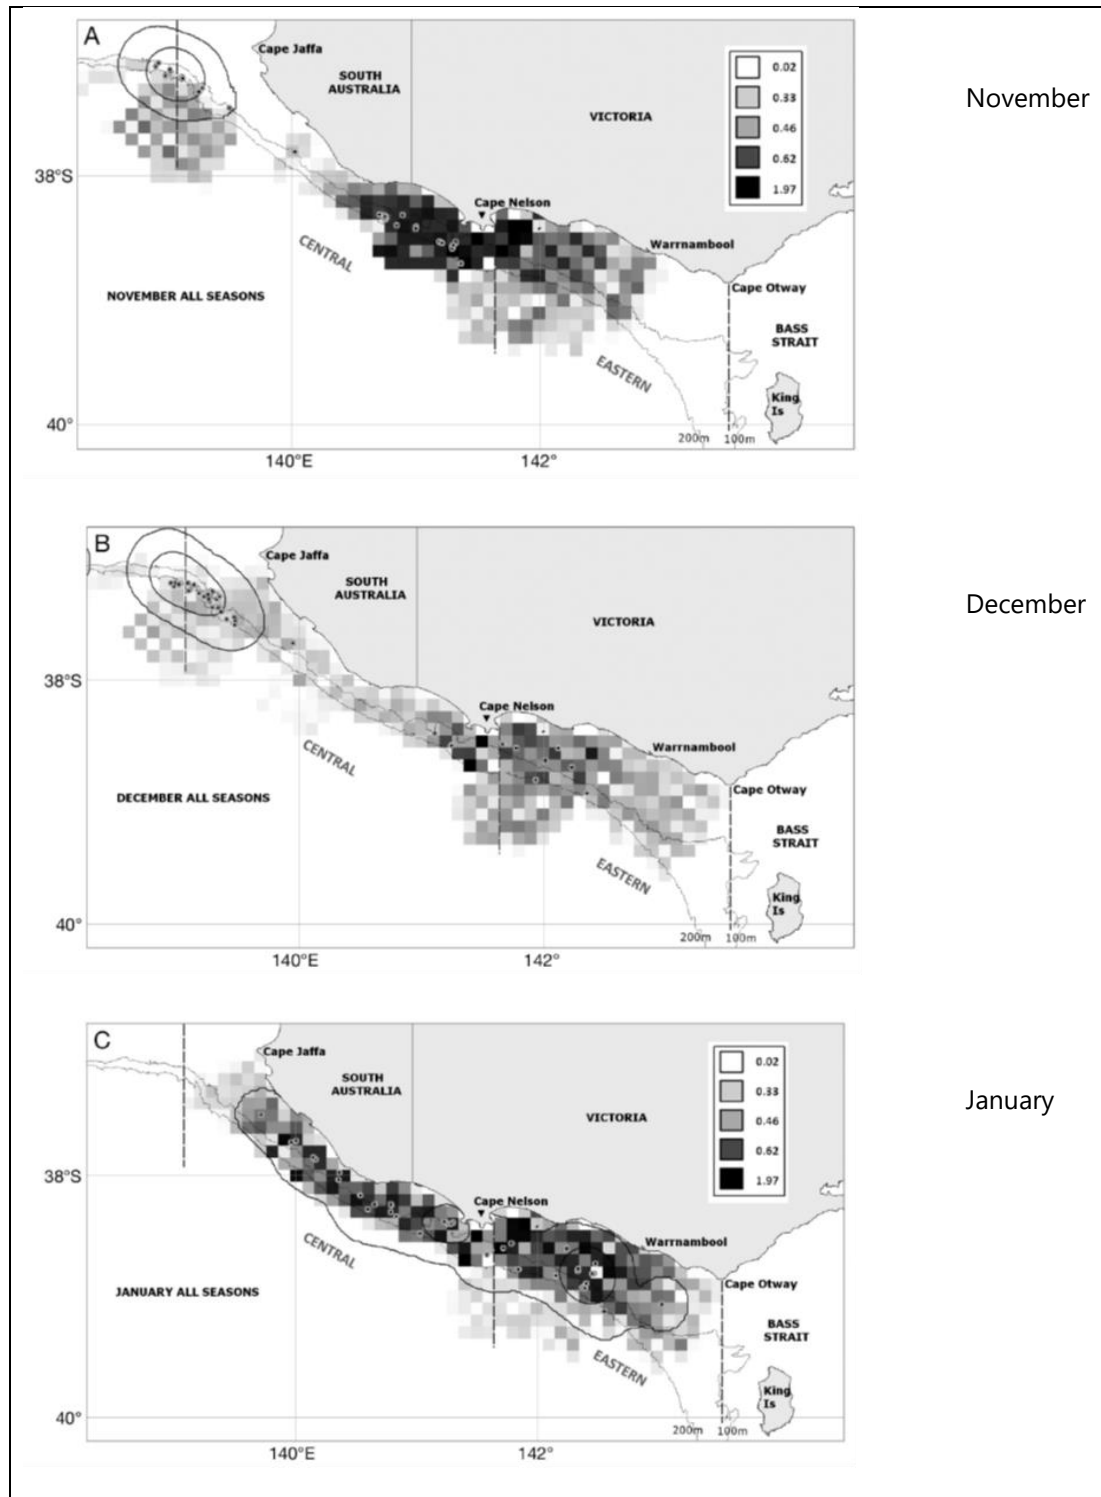 A
Cape Jaffa
SOUTH
AUSTRALIA
VICTORIA
0.02
0.33
0.46
0.62
1.97
November
38°S
Cape Nelson
Warrnambool
CENTRAL
Cape Otway
NOVEMBER ALL SEASONS
BASS
STRAIT
EASTERN
King
Is
40°
200m 100m
140°E 142°
B
Cape Jaffa
SOUTH
AUSTRALIA
VICTORIA
December
38°S
Cape Nelson
Warrnambool
CENTRAL
Cape Otway
DECEMBER ALL SEASONS
BASS
STRAIT
EASTERN
King
Is
40°
200m 100m
140°E 142°
C
Cape Jaffa
SOUTH
AUSTRALIA
VICTORIA
0.02
0.33
0.46
0.62
1.97
January
38°S
Cape Nelson
Warrnambool
CENTRAL
Cape Otway
JANUARY ALL SEASONS
BASS
STRAIT
EASTERN
King
Is
40°
200m 100m
140°E 142°